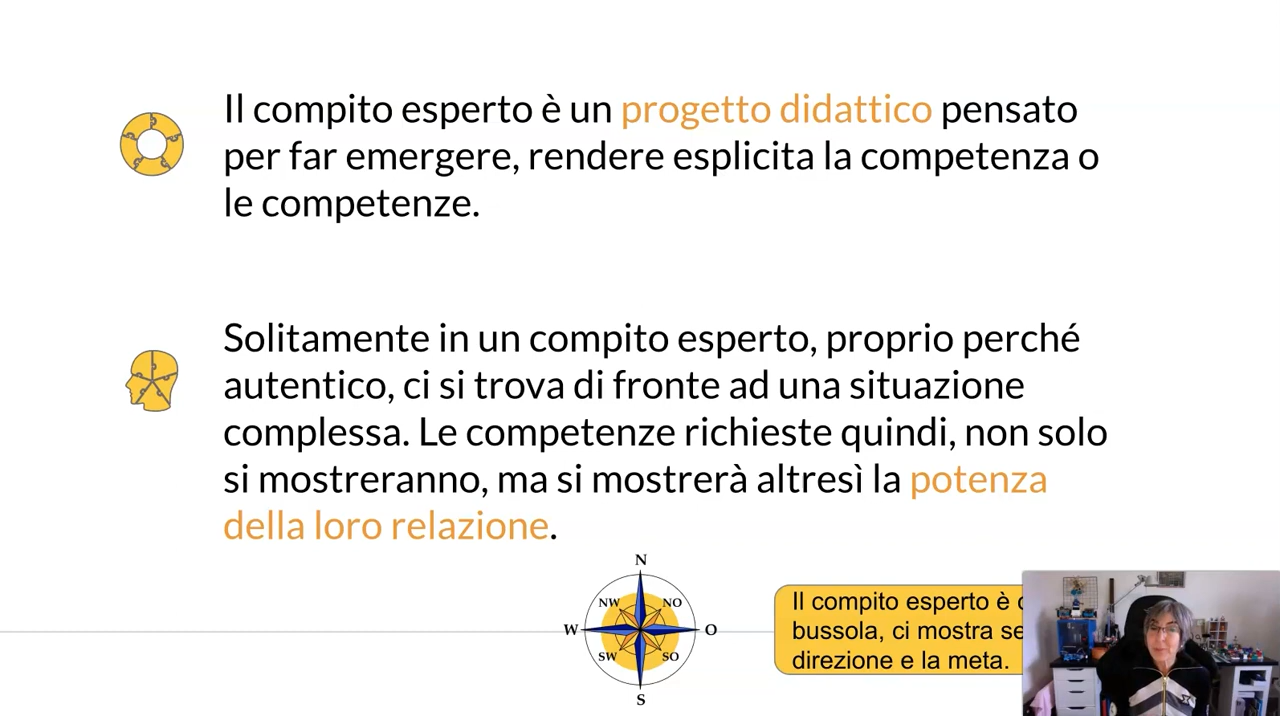 Il compito esperto è un progetto didattico pensato
per far emergere, rendere esplicita la competenza o
le competenze.
Solitamente in un compito esperto, proprio perché
autentico, ci si trova di fronte ad una situazione
complessa. Le competenze richieste quindi, non solo
si mostreranno, ma si mostrerà altresì la potenza
della loro relazione.
N
NW NO
W O
SW SO
S
Il compito esperto è
bussola, ci mostra
direzione e la meta.